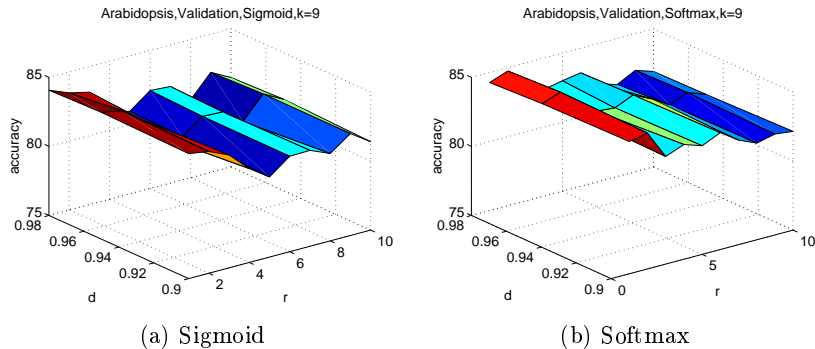 Arabidopsis,Validation,Sigmoid,k=9
85
80
75
accuracy
0.98
0.96
0.94
0.92
0.9
d
2
4
6
8
10
r
(a) Sigmoid
Arabidopsis,Validation,Softmax,k=9
85
80
75
accuracy
0.98
0.96
0.94
0.92
0.9
d
0
5
10
r
(b) Softmax